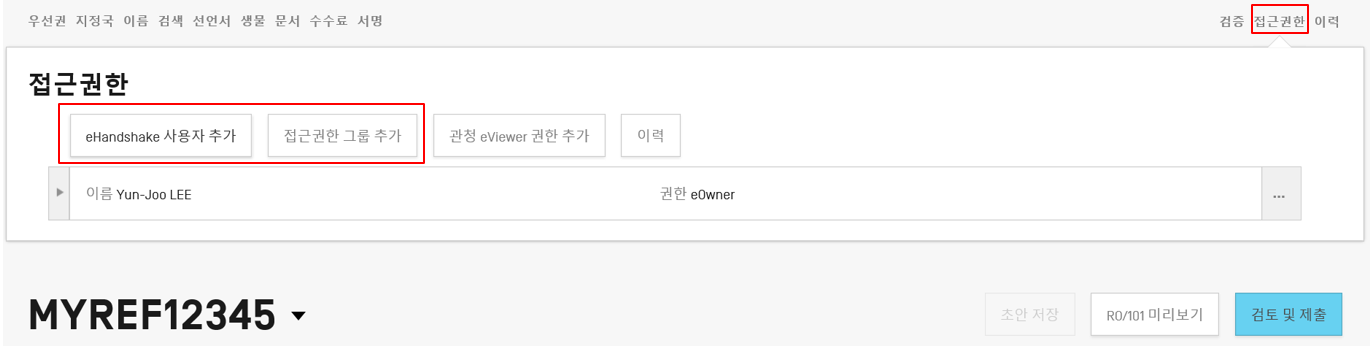 우선권 지정국 이름 검색 선언서 생물 문서 수수료 서명 검증 접근권한 이력
접근권한
eHandshake 사용자 추가 접근권한 그룹 추가 관청 eViewer 권한 추가 이력
이름 Yun-Joo LEE 권한 eOwner ...
MYREF12345 초안 저장 RO/101 미리보기 검토 및 제출